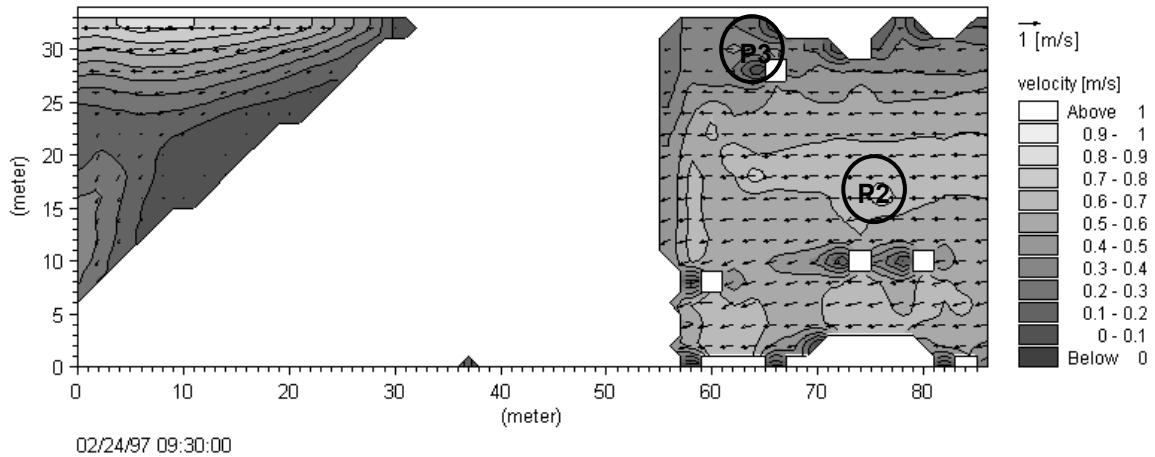 30
25
20
15
10
5
0
(meter)
0 10 20 30 40 50 60 70 80
(meter)
P3
P2
1 [m/s]
velocity [m/s]
Above 1
0.9 - 1
0.8 - 0.9
0.7 - 0.8
0.6 - 0.7
0.5 - 0.6
0.4 - 0.5
0.3 - 0.4
0.2 - 0.3
0.1 - 0.2
0 - 0.1
Below 0
02/24/97 09:30:00